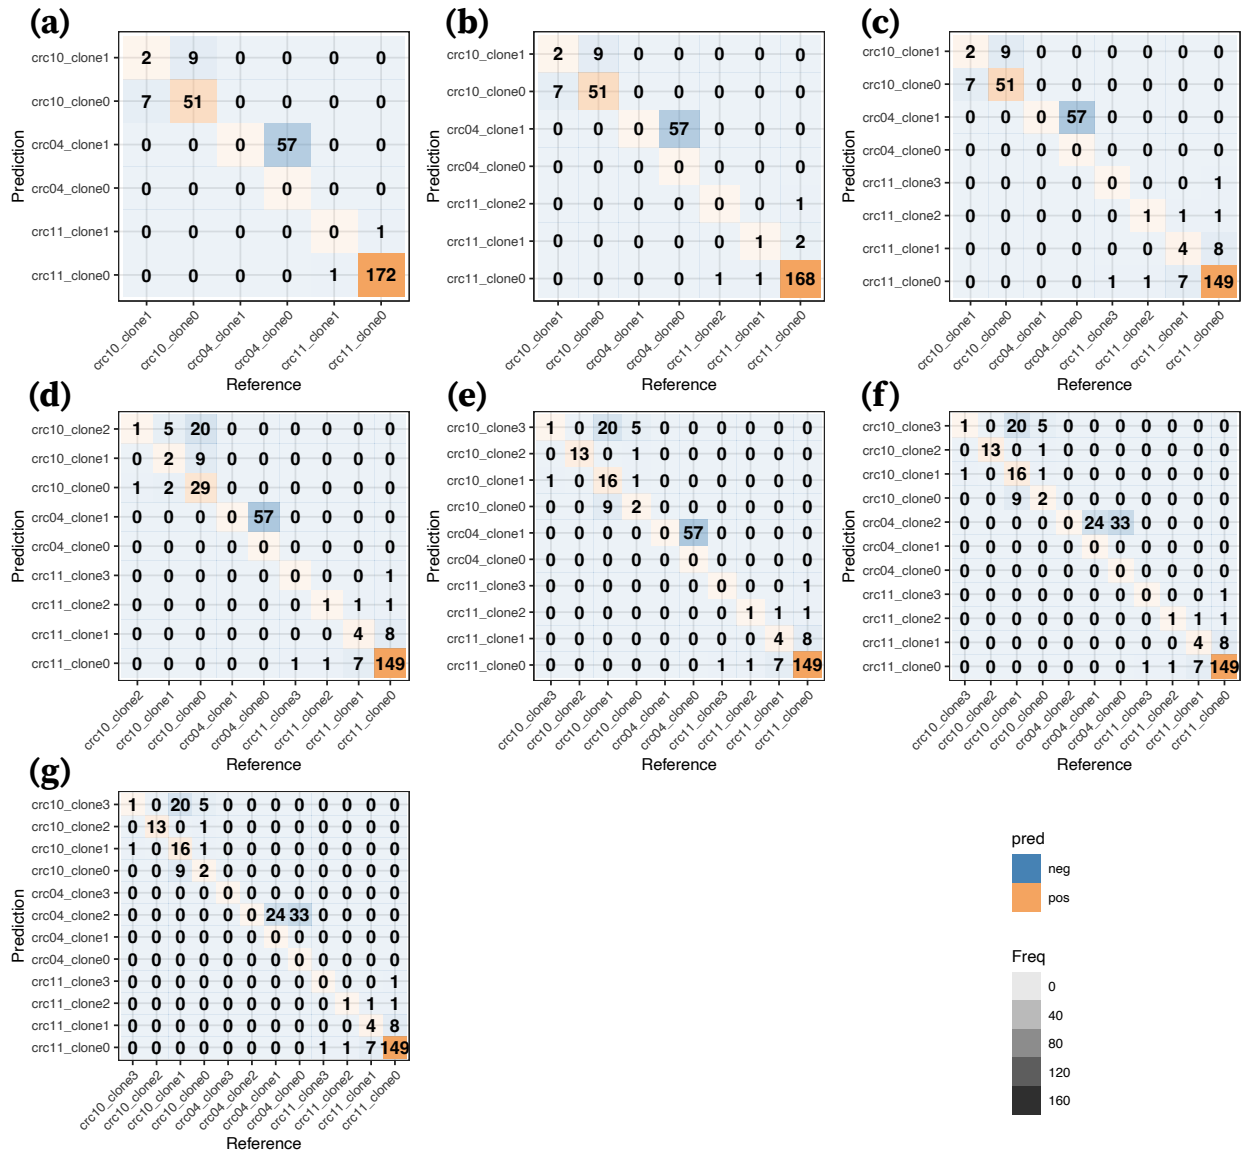 (a)
Prediction
crc10_clone1 2 9 0 0 0 0
crc10_clone0 7 51 0 0 0 0
crc04_clone1 0 0 0 57 0 0
crc04_clone0 0 0 0 0 0 0
crc11_clone1 0 0 0 0 0 1
crc11_clone0 0 0 0 0 1 172
crc10_clone1 crc10_clone0 crc04_clone1 crc04_clone0 crc11_clone1 crc11_clone0
Reference
(b)
Prediction
crc10_clone1 2 9 0 0 0 0 0
crc10_clone0 7 51 0 0 0 0 0
crc04_clone1 0 0 0 57 0 0 0
crc04_clone0 0 0 0 0 0 0 0
crc11_clone2 0 0 0 0 0 0 1
crc11_clone1 0 0 0 0 0 1 2
crc11_clone0 0 0 0 0 1 1 168
crc10_clone1 crc10_clone0 crc04_clone1 crc04_clone0 crc11_clone2 crc11_clone1 crc11_clone0
Reference
(c)
Prediction
crc10_clone1 2 9 0 0 0 0 0 0
crc10_clone0 7 51 0 0 0 0 0 0
crc04_clone1 0 0 0 57 0 0 0 0
crc04_clone0 0 0 0 0 0 0 0 0
crc11_clone3 0 0 0 0 0 0 0 1
crc11_clone2 0 0 0 0 0 1 1 1
crc11_clone1 0 0 0 0 0 0 4 8
crc11_clone0 0 0 0 0 1 1 7 149
crc10_clone1 crc10_clone0 crc04_clone1 crc04_clone0 crc11_clone3 crc11_clone2 crc11_clone1 crc11_clone0
Reference
(d)
Prediction
crc10_clone2 1 5 20 0 0 0 0 0 0
crc10_clone1 0 2 9 0 0 0 0 0 0
crc10_clone0 1 2 29 0 0 0 0 0 0
crc04_clone1 0 0 0 0 57 0 0 0 0
crc04_clone0 0 0 0 0 0 0 0 0 0
crc11_clone3 0 0 0 0 0 0 0 0 1
crc11_clone2 0 0 0 0 0 0 1 1 1
crc11_clone1 0 0 0 0 0 0 0 4 8
crc11_clone0 0 0 0 0 0 1 1 7 149
crc10_clone2 crc10_clone1 crc10_clone0 crc04_clone1 crc04_clone0 crc11_clone3 crc11_clone2 crc11_clone1 crc11_clone0
Reference
(e)
Prediction
crc10_clone3 1 0 20 5 0 0 0 0 0 0
crc10_clone2 0 13 0 1 0 0 0 0 0 0
crc10_clone1 1 0 16 1 0 0 0 0 0 0
crc10_clone0 0 0 9 2 0 0 0 0 0 0
crc04_clone1 0 0 0 0 0 57 0 0 0 0
crc04_clone0 0 0 0 0 0 0 0 0 0 0
crc11_clone3 0 0 0 0 0 0 0 0 0 1
crc11_clone2 0 0 0 0 0 0 0 1 1 1
crc11_clone1 0 0 0 0 0 0 0 0 4 8
crc11_clone0 0 0 0 0 0 0 1 1 7 149
crc10_clone3 crc10_clone2 crc10_clone1 crc10_clone0 crc04_clone1 crc04_clone0 crc11_clone3 crc11_clone2 crc11_clone1 crc11_clone0
Reference
(f)
Prediction
crc10_clone3 1 0 20 5 0 0 0 0 0 0 0
crc10_clone2 0 13 0 1 0 0 0 0 0 0 0
crc10_clone1 1 0 16 1 0 0 0 0 0 0 0
crc10_clone0 0 0 9 2 0 0 0 0 0 0 0
crc04_clone2 0 0 0 0 0 24 33 0 0 0 0
crc04_clone1 0 0 0 0 0 0 0 0 0 0 0
crc04_clone0 0 0 0 0 0 0 0 0 0 0 0
crc11_clone3 0 0 0 0 0 0 0 0 0 0 1
crc11_clone2 0 0 0 0 0 0 0 0 1 1 1
crc11_clone1 0 0 0 0 0 0 0 0 0 4 8
crc11_clone0 0 0 0 0 0 0 0 1 1 7 149
crc10_clone3 crc10_clone2 crc10_clone1 crc10_clone0 crc04_clone2 crc04_clone1 crc04_clone0 crc11_clone3 crc11_clone2 crc11_clone1 crc11_clone0
Reference
(g)
Prediction
crc10_clone3 1 0 20 5 0 0 0 0 0 0 0 0
crc10_clone2 0 13 0 1 0 0 0 0 0 0 0 0
crc10_clone1 1 0 16 1 0 0 0 0 0 0 0 0
crc10_clone0 0 0 9 2 0 0 0 0 0 0 0 0
crc04_clone3 0 0 0 0 0 0 0 0 0 0 0 0
crc04_clone2 0 0 0 0 0 0 24 33 0 0 0 0
crc04_clone1 0 0 0 0 0 0 0 0 0 0 0 0
crc04_clone0 0 0 0 0 0 0 0 0 0 0 0 0
crc11_clone3 0 0 0 0 0 0 0 0 0 0 0 1
crc11_clone2 0 0 0 0 0 0 0 0 0 1 1 1
crc11_clone1 0 0 0 0 0 0 0 0 0 0 4 8
crc11_clone0 0 0 0 0 0 0 0 0 1 1 7 149
crc10_clone3 crc10_clone2 crc10_clone1 crc10_clone0 crc04_clone3 crc04_clone2 crc04_clone1 crc04_clone0 crc11_clone3 crc11_clone2 crc11_clone1 crc11_clone0
Reference
pred
neg
pos
Freq
0
40
80
120
160